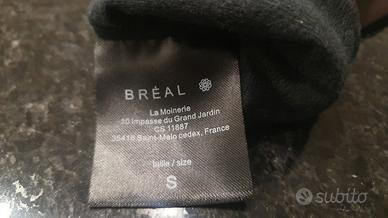 BRÉAL
La Moinerie
10 Impasse du Grand Jardin
CS 11887
35418 Saint-Malo cedex, France
taille / size
S
subito